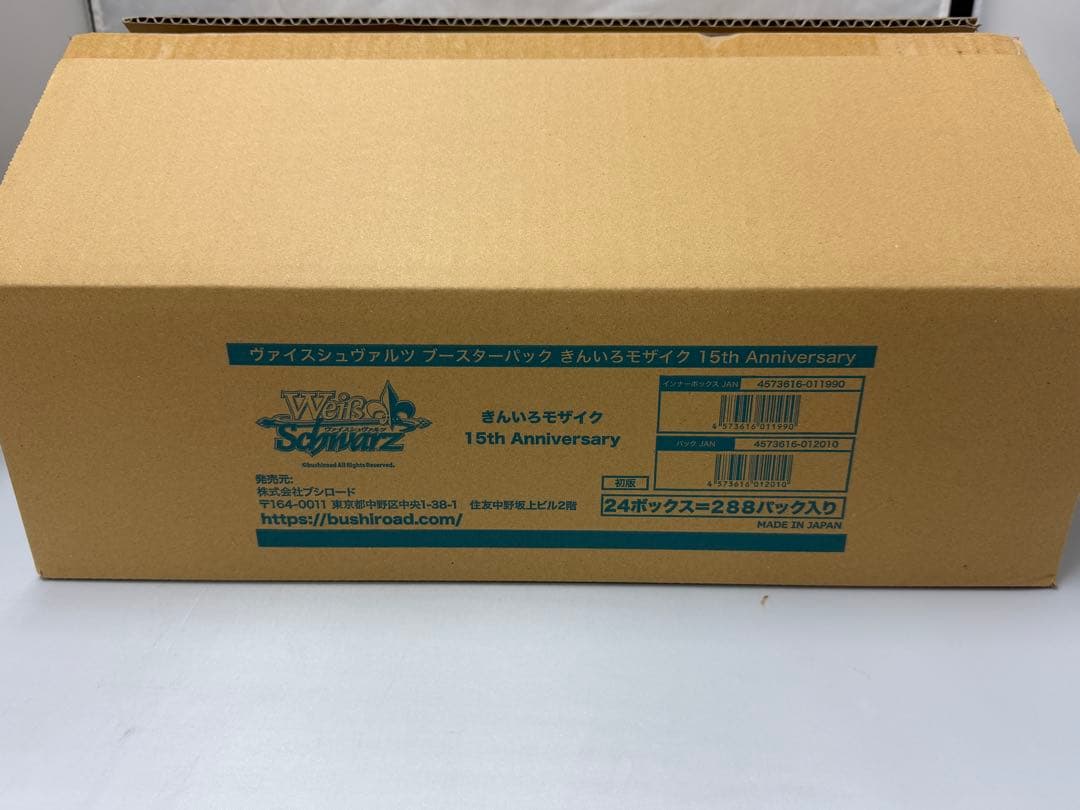 ヴァイスシュヴァルツ ブースターパック きんいろモザイク 15th Anniversary
Weiß
ヴァイスシュヴァルツ
Schwarz
©bushiroad All Rights Reserved.
きんいろモザイク
15th Anniversary
インナーボックス JAN 4573616-011990
4 573616 011990
パック JAN 4573616-012010
4 573616 012010
発売元:
株式会社ブシロード
〒164-0011 東京都中野区中央1-38-1 住友中野坂上ビル2階
https://bushiroad.com/
初版
24ボックス=288パック入り
MADE IN JAPAN